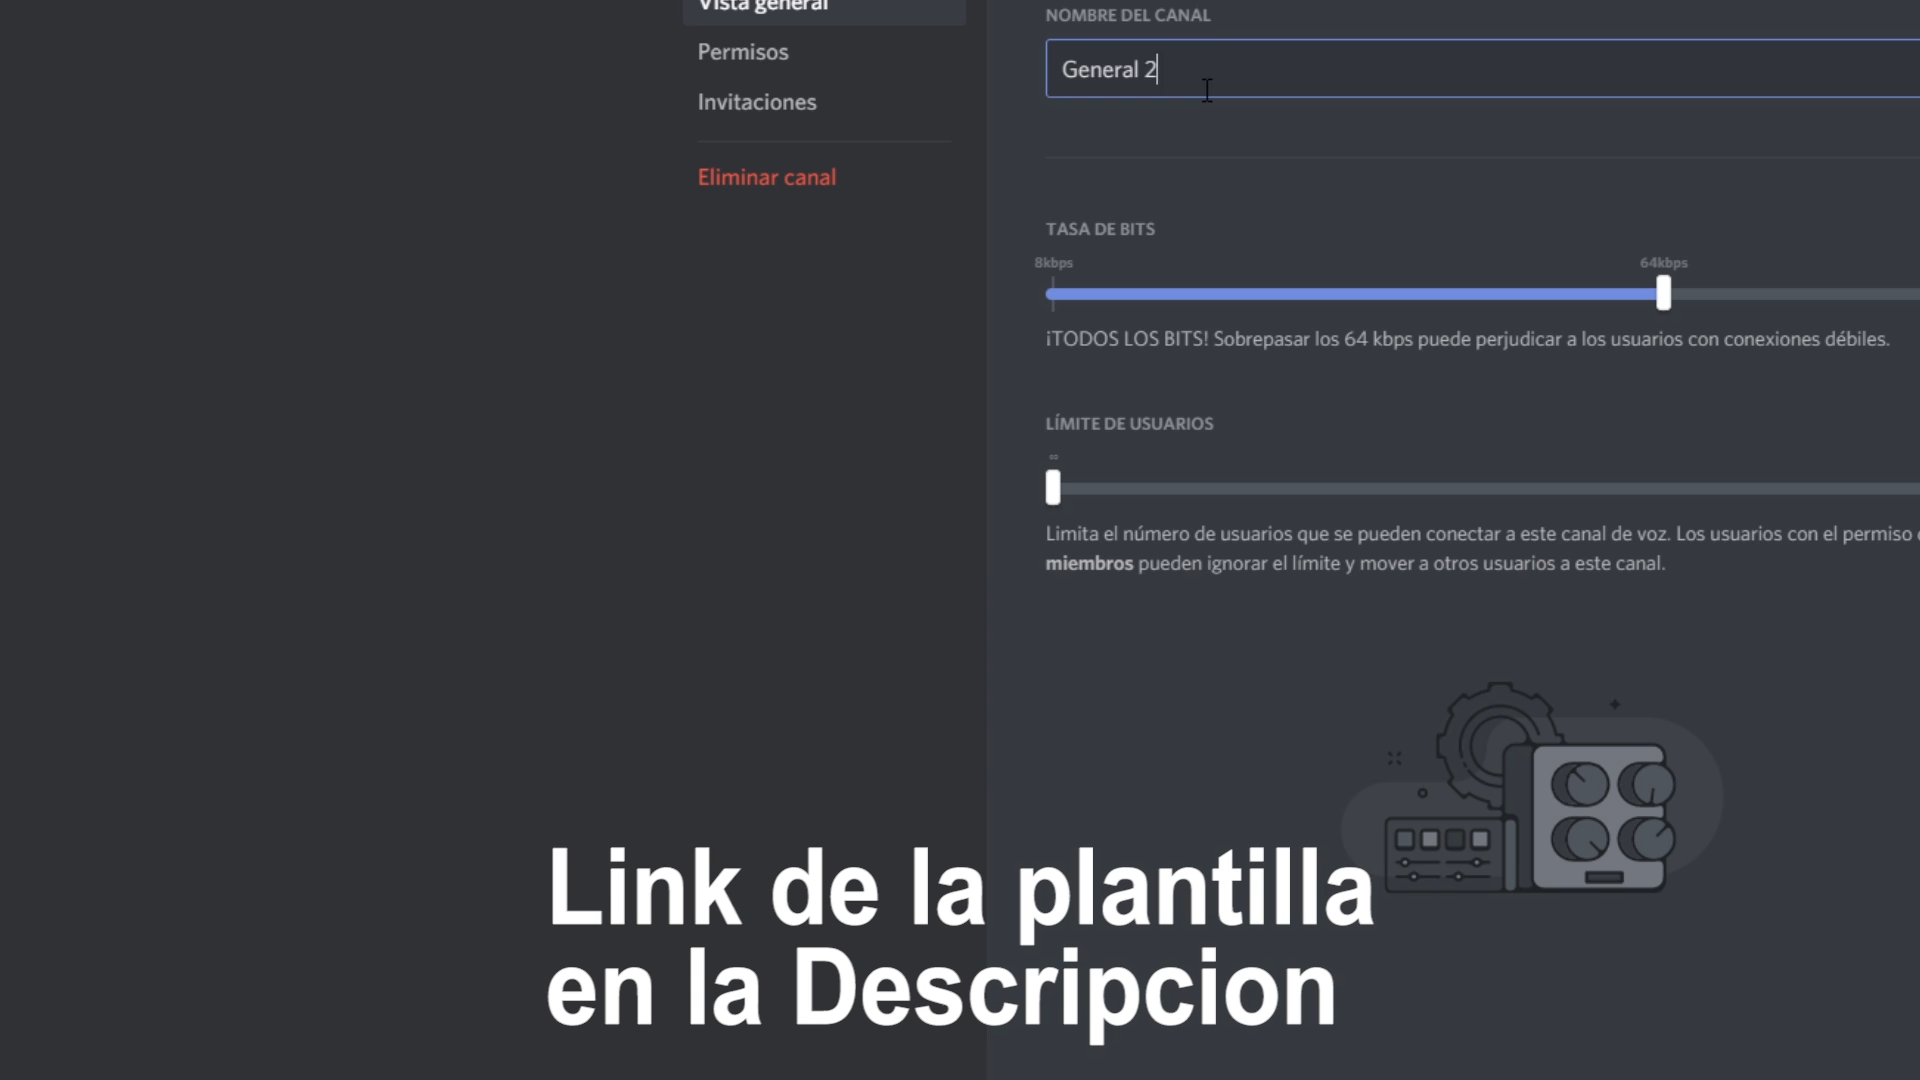 Vista general
Permisos
Invitaciones
Eliminar canal
NOMBRE DEL CANAL
General 2
TASA DE BITS
8kbps
64kbps
¡TODOS LOS BITS! Sobrepasar los 64 kbps puede perjudicar a los usuarios con conexiones débiles.
LÍMITE DE USUARIOS
∞
Limita el número de usuarios que se pueden conectar a este canal de voz. Los usuarios con el permiso
miembros pueden ignorar el límite y mover a otros usuarios a este canal.
Link de la plantilla
en la Descripcion